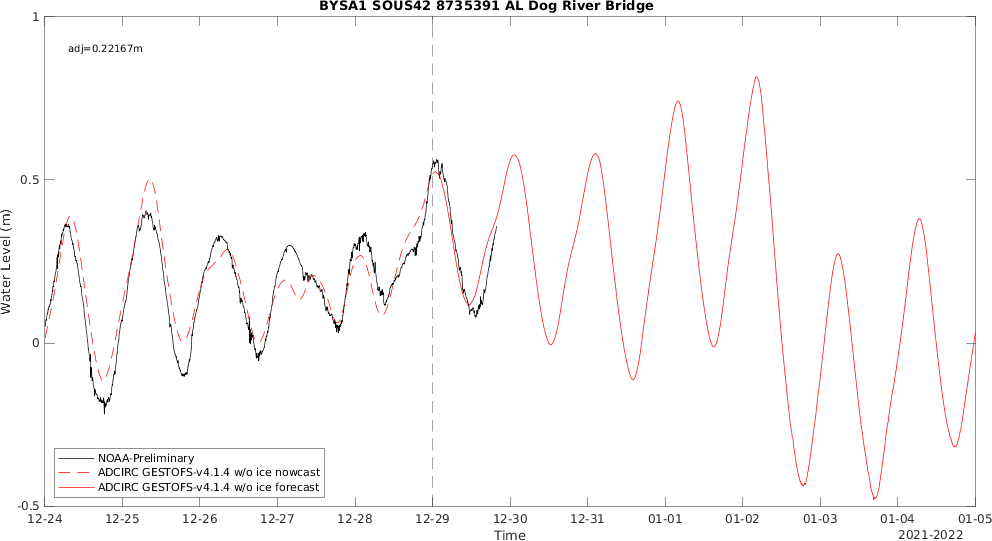 BYSA1 SOUS42 8735391 AL Dog River Bridge
1
adj=0.22167m
0.5
Water Level (m)
0
NOAA-Preliminary
ADCIRC GESTOFS-v4.1.4 w/o ice nowcast
ADCIRC GESTOFS-v4.1.4 w/o ice forecast
-0.5
12-24 12-25 12-26 12-27 12-28 12-29 12-30 12-31 01-01 01-02 01-03 01-04 01-05
Time
2021-2022